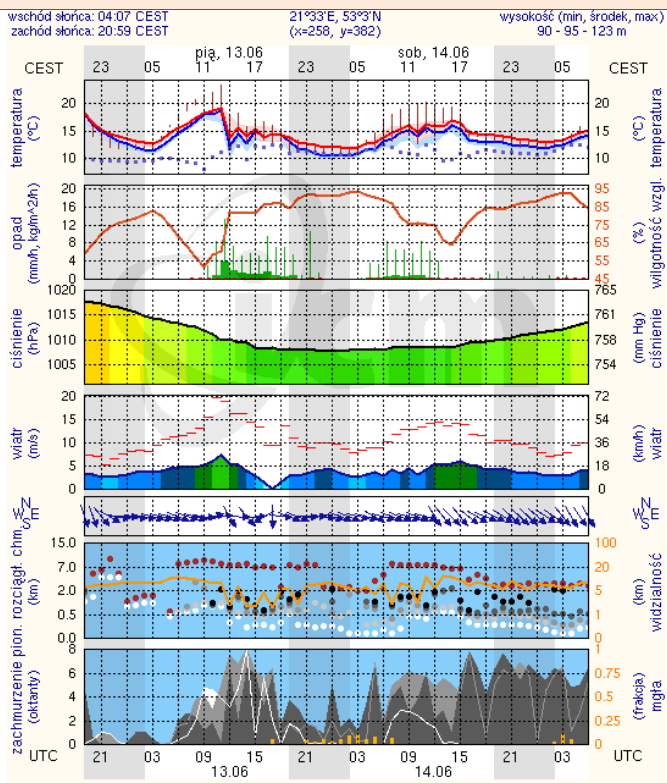 wschód słońca: 04:07 CEST 21°33'E, 53°3'N wysokość (min, środek, max)
zachód słońca: 20:59 CEST (x=258, y=382) 90 - 95 - 123 m
pią, 13.06 sob, 14.06
CEST 23 05 11 17 23 05 11 17 23 05 CEST
temperatura (°C) 20 15 10 20 15 10 temperatura (°C)
opad (mm/h, kg/m^2/h) 20 16 12 8 4 0 95 85 75 65 55 45 (%) wilgotność wzgl.
ciśnienie (hPa) 1020 1015 1010 1005 765 761 758 754 (mm Hg) ciśnienie
wiatr (m/s) 20 15 10 5 0 72 54 36 18 0 (km/h) wiatr
N W E S N W E S
pion. rozciągł. chm. (km) 15.0 7.0 2.0 0.5 0.0 100 20 5 1 0 (km) widzialność
zachmurzenie (oktanty) 8 6 4 2 0 1 0.75 0.5 0.25 0 (frakcja) mgła
UTC 21 03 09 15 21 03 09 15 21 03 UTC
13.06 14.06
icm